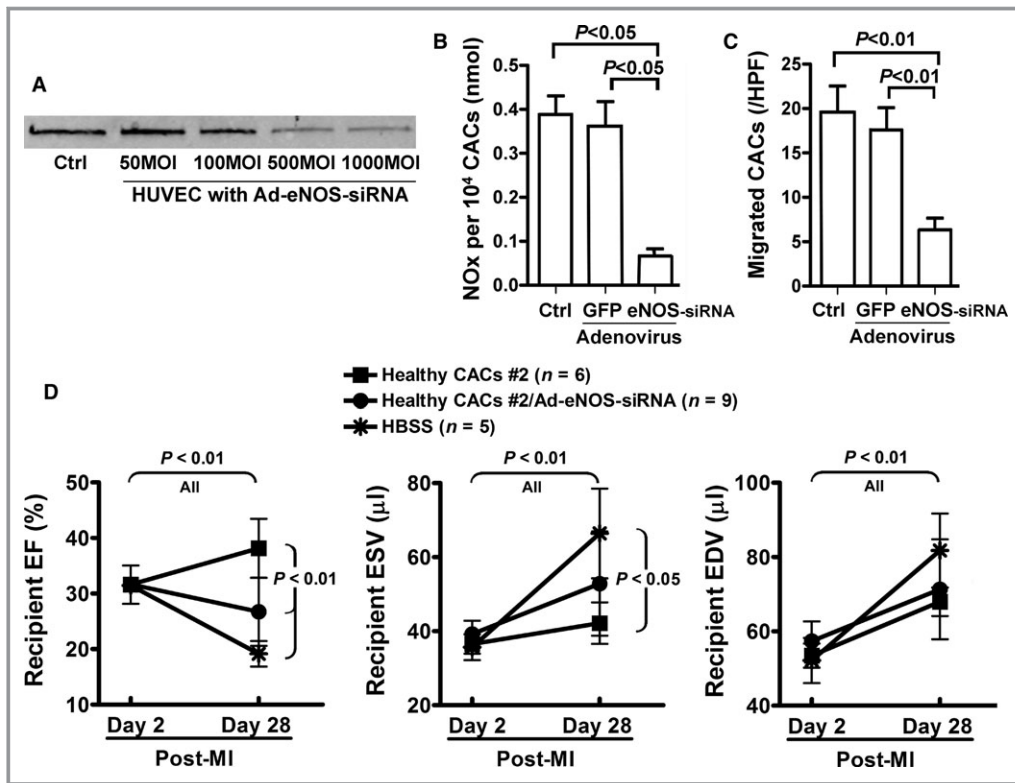 A
Ctrl 50MOI 100MOI 500MOI 1000MOI
HUVEC with Ad-eNOS-siRNA
B
P<0.05
P<0.05
NOx per 10⁴ CACs (nmol)
0.5
0.4
0.3
0.2
0.1
0.0
Ctrl GFP eNOS-siRNA
Adenovirus
C
P<0.01
P<0.01
Migrated CACs (/HPF)
25
20
15
10
5
0
Ctrl GFP eNOS-siRNA
Adenovirus
D
Healthy CACs #2 (n = 6)
Healthy CACs #2/Ad-eNOS-siRNA (n = 9)
HBSS (n = 5)
P < 0.01
All
Recipient EF (%)
50
40
30
20
10
P < 0.01
Day 2 Day 28
Post-MI
P < 0.01
All
Recipient ESV (µl)
80
60
40
20
P < 0.05
Day 2 Day 28
Post-MI
P < 0.01
All
Recipient EDV (µl)
100
80
60
40
Day 2 Day 28
Post-MI